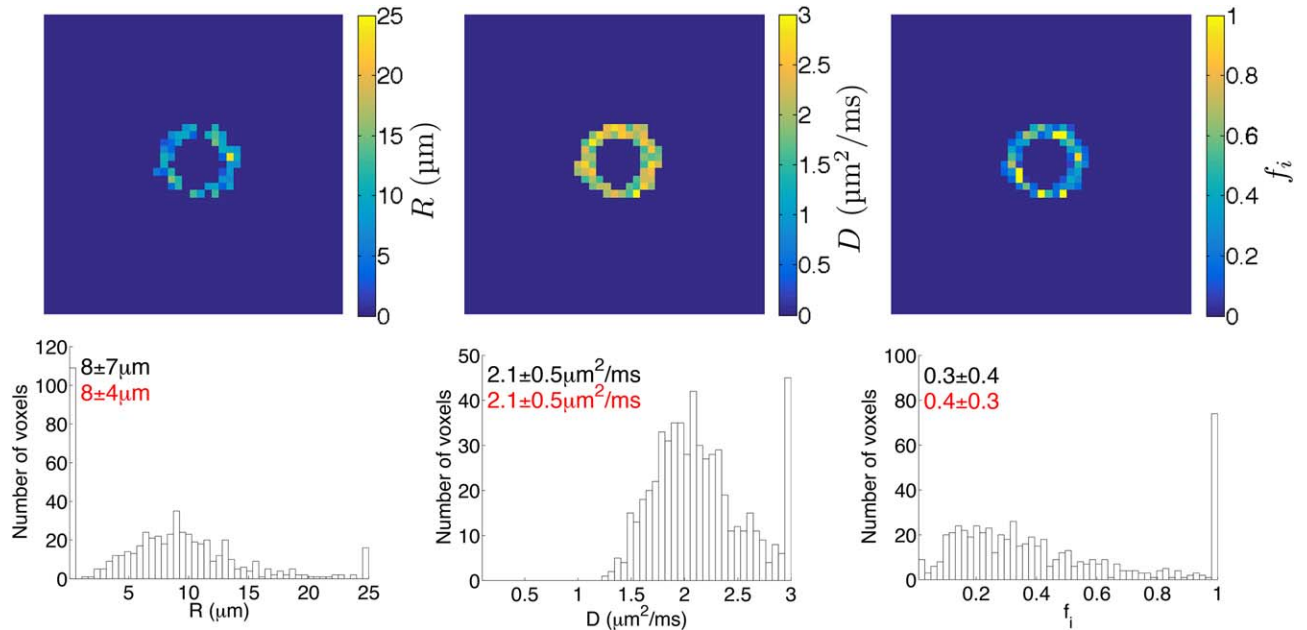 25
20
15
10
5
0
R (μm)
3
2.5
2
1.5
1
0.5
0
D (μm²/ms)
1
0.8
0.6
0.4
0.2
0
f_i
120
100
80
60
40
20
0
Number of voxels
8±7μm
8±4μm
5 10 15 20 25
R (μm)
50
40
30
20
10
0
Number of voxels
2.1±0.5μm²/ms
2.1±0.5μm²/ms
0.5 1 1.5 2 2.5 3
D (μm²/ms)
100
80
60
40
20
0
Number of voxels
0.3±0.4
0.4±0.3
0.2 0.4 0.6 0.8 1
f_i